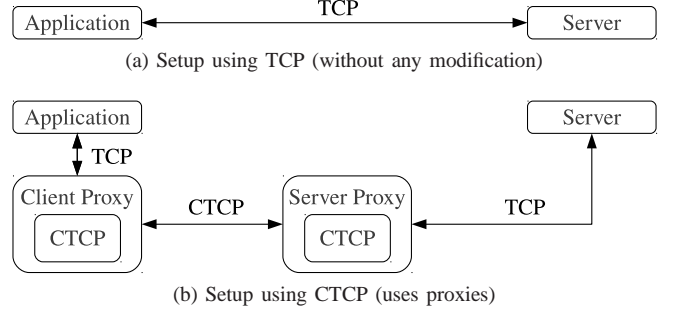 TCP
Application
Server
(a) Setup using TCP (without any modification)
Application
Server
TCP
Client Proxy
CTCP
Server Proxy
TCP
CTCP
CTCP
(b) Setup using CTCP (uses proxies)